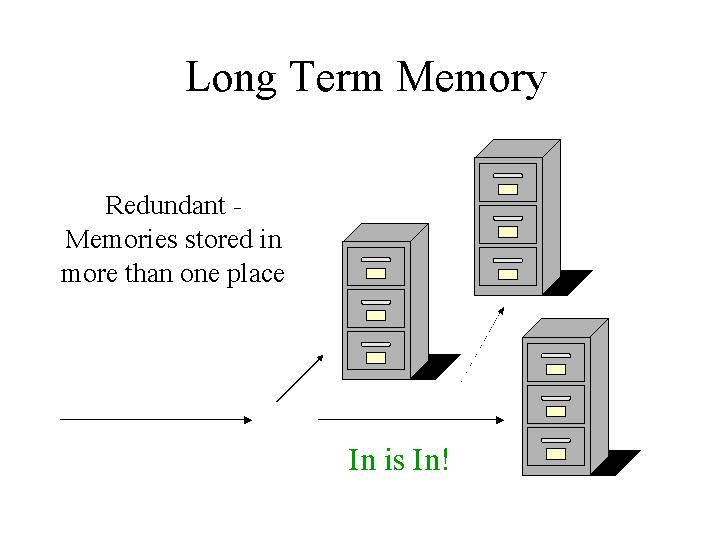 Long Term Memory
Redundant -
Memories stored in
more than one place
In is In!